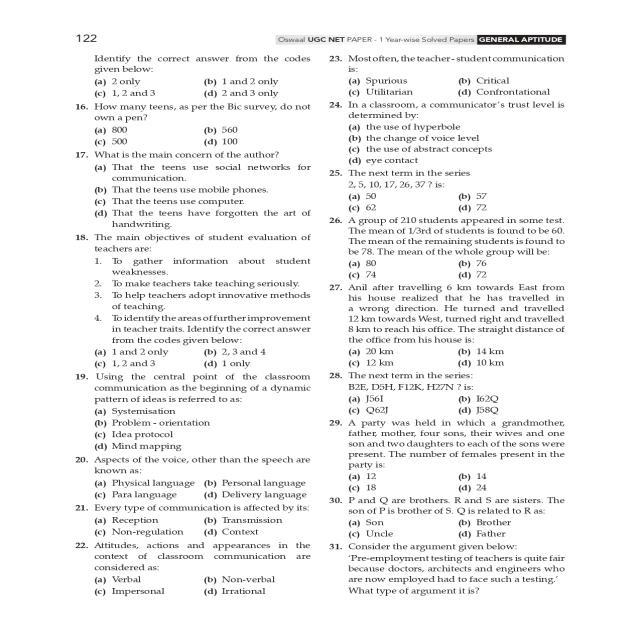 122
Oswaal UGC NET PAPER - 1 Year-wise Solved Papers GENERAL APTITUDE
Identify the correct answer from the codes
given below:
(a) 2 only (b) 1 and 2 only
(c) 1, 2 and 3 (d) 2 and 3 only
16. How many teens, as per the Bic survey, do not
own a pen?
(a) 800 (b) 560
(c) 500 (d) 100
17. What is the main concern of the author?
(a) That the teens use social networks for
communication.
(b) That the teens use mobile phones.
(c) That the teens use computer.
(d) That the teens have forgotten the art of
handwriting.
18. The main objectives of student evaluation of
teachers are:
1. To gather information about student
weaknesses.
2. To make teachers take teaching seriously.
3. To help teachers adopt innovative methods
of teaching.
4. To identify the areas of further improvement
in teacher traits. Identify the correct answer
from the codes given below:
(a) 1 and 2 only (b) 2, 3 and 4
(c) 1, 2 and 3 (d) 1 only
19. Using the central point of the classroom
communication as the beginning of a dynamic
pattern of ideas is referred to as:
(a) Systemisation
(b) Problem - orientation
(c) Idea protocol
(d) Mind mapping
20. Aspects of the voice, other than the speech are
known as:
(a) Physical language (b) Personal language
(c) Para language (d) Delivery language
21. Every type of communication is affected by its:
(a) Reception (b) Transmission
(c) Non-regulation (d) Context
22. Attitudes, actions and appearances in the
context of classroom communication are
considered as:
(a) Verbal (b) Non-verbal
(c) Impersonal (d) Irrational
23. Most often, the teacher - student communication
is:
(a) Spurious (b) Critical
(c) Utilitarian (d) Confrontational
24. In a classroom, a communicator's trust level is
determined by:
(a) the use of hyperbole
(b) the change of voice level
(c) the use of abstract concepts
(d) eye contact
25. The next term in the series
2, 5, 10, 17, 26, 37 ? is:
(a) 50 (b) 57
(c) 62 (d) 72
26. A group of 210 students appeared in some test.
The mean of 1/3rd of students is found to be 60.
The mean of the remaining students is found to
be 78. The mean of the whole group will be:
(a) 80 (b) 76
(c) 74 (d) 72
27. Anil after travelling 6 km towards East from
his house realized that he has travelled in
a wrong direction. He turned and travelled
12 km towards West, turned right and travelled
8 km to reach his office. The straight distance of
the office from his house is:
(a) 20 km (b) 14 km
(c) 12 km (d) 10 km
28. The next term in the series:
B2E, D5H, F12K, H27N ? is:
(a) J56I (b) I62Q
(c) Q62J (d) J58Q
29. A party was held in which a grandmother,
father, mother, four sons, their wives and one
son and two daughters to each of the sons were
present. The number of females present in the
party is:
(a) 12 (b) 14
(c) 18 (d) 24
30. P and Q are brothers. R and S are sisters. The
son of P is brother of S. Q is related to R as:
(a) Son (b) Brother
(c) Uncle (d) Father
31. Consider the argument given below:
'Pre-employment testing of teachers is quite fair
because doctors, architects and engineers who
are now employed had to face such a testing.'
What type of argument it is?